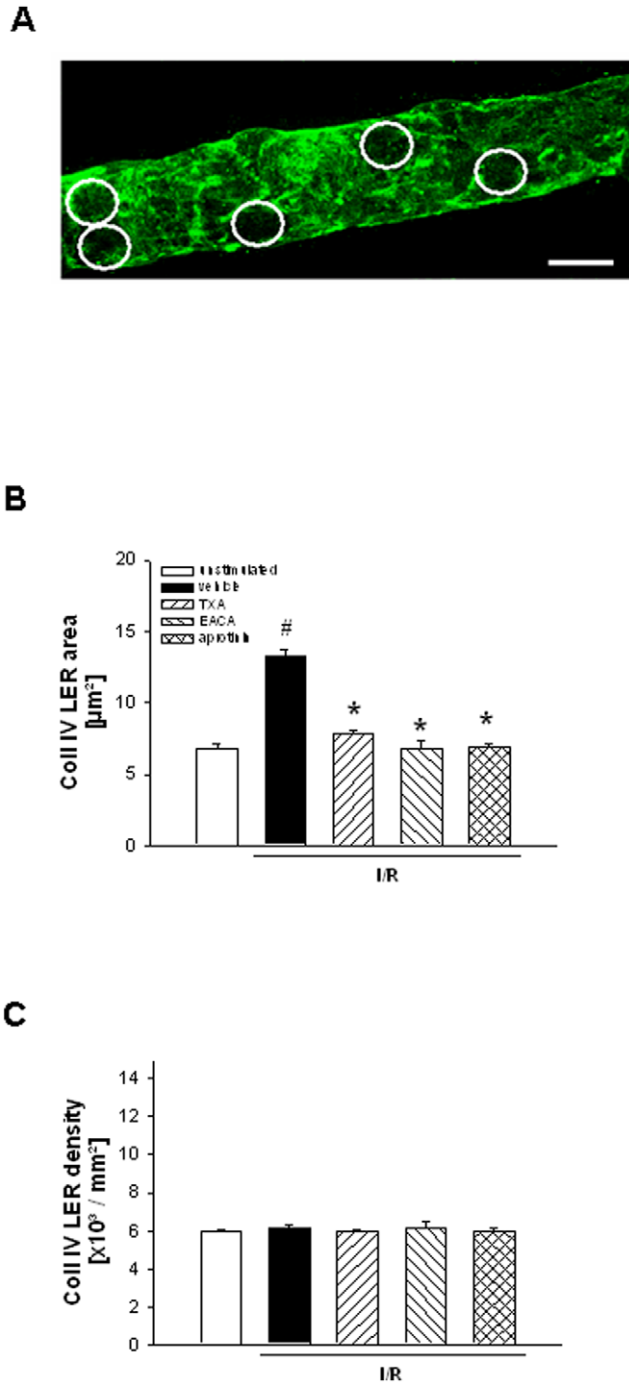 A
B
Coll IV LER area
[µm²]
20
15
10
5
0
unstimulated
vehicle
TXA
EACA
aprotinin
#
*
*
*
I/R
C
Coll IV LER density
[x10³ / mm²]
14
12
10
8
6
4
2
0
I/R